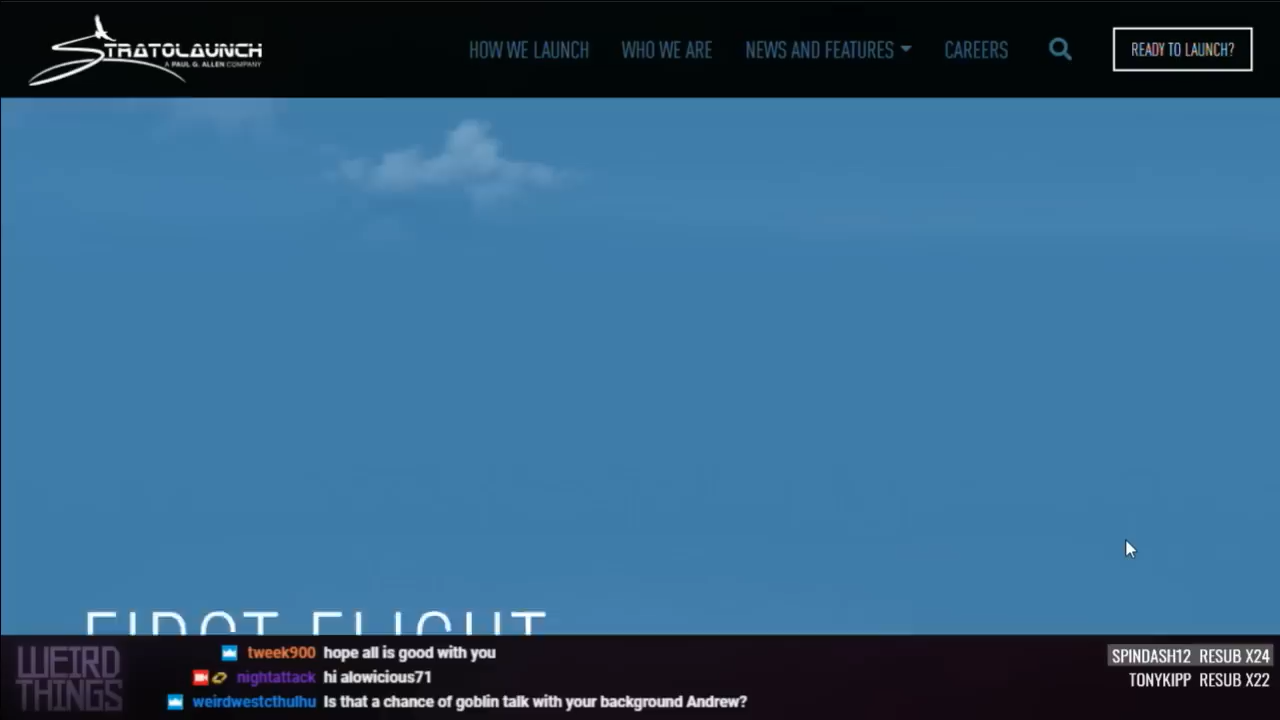 STRATOLAUNCH
A PAUL G. ALLEN COMPANY
HOW WE LAUNCH
WHO WE ARE
NEWS AND FEATURES
CAREERS
READY TO LAUNCH?
FIRST FLIGHT
WEIRD
THINGS
tweek900 hope all is good with you
nightattack hi alowicious71
weirdwestcthulhu Is that a chance of goblin talk with your background Andrew?
SPINDASH12 RESUB X24
TONYKIPP RESUB X22